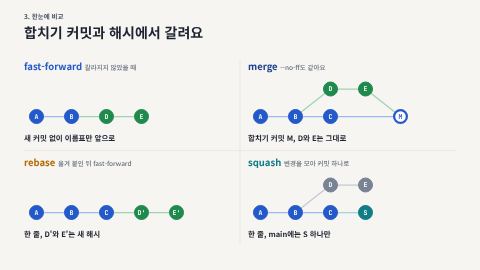 3. 한눈에 비교
합치기 커밋과 해시에서 갈려요
fast-forward 갈라지지 않았을 때
A B D E
새 커밋 없이 이름표만 앞으로
merge --no-ff도 같아요
D E
A B C M
합치기 커밋 M, D와 E는 그대로
rebase 옮겨 붙인 뒤 fast-forward
A B C D' E'
한 줄, D'와 E'는 새 해시
squash 변경을 모아 커밋 하나로
D E
A B C S
한 줄, main에는 S 하나만